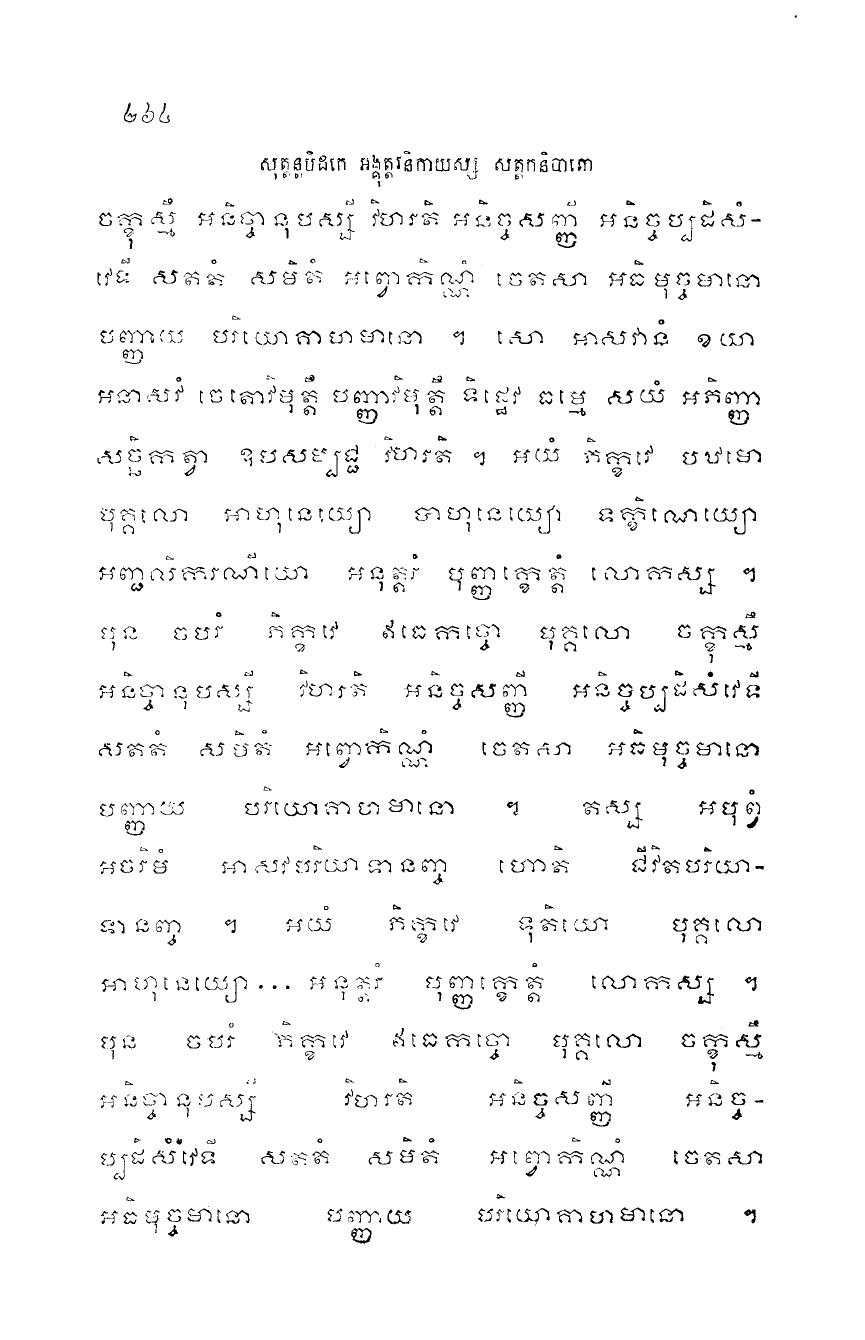 ២៦៤
សុត្តន្តបិដកេ អង្គុត្តរនិកាយស្ស សត្តកនិបាតោ
ចក្ខុស្មឹ អនិច្ចានុបស្សី វិហរតិ អនិច្ចសញ្ញី អនិច្ចប្បដិសំ-
វេទី សតតំ សមិតំ អព្វោកិណ្ណំ ចេតសា អធិមុច្ចមានោ
បញ្ញាយ បរិយោគាហមានោ ។ សោ អាសវានំ ខយា
អនាសវំ ចេតោវិមុត្តឹ បញ្ញាវិមុត្តឹ ទិដ្ឋេវ ធម្មេ សយំ អភិញ្ញា
សច្ឆិកត្វា ឧបសម្បជ្ជ វិហរតិ ។ អយំ ភិក្ខវេ បឋមោ
បុគ្គលោ អាហុនេយ្យោ បាហុនេយ្យោ ទក្ខិណេយ្យោ
អញ្ជលិករណីយោ អនុត្តរំ បុញ្ញក្ខេត្តំ លោកស្ស ។
បុន ចបរំ ភិក្ខវេ ឥធេកច្ចោ បុគ្គលោ ចក្ខុស្មឹ
អនិច្ចានុបស្សី វិហរតិ អនិច្ចសញ្ញី អនិច្ចប្បដិសំវេទី
សតតំ សមិតំ អព្វោកិណ្ណំ ចេតសា អធិមុច្ចមានោ
បញ្ញាយ បរិយោគាហមានោ ។ តស្ស អបុព្វំ
អចរិមំ អាសវបរិយាទានញ្ច ហោតិ ជីវិតបរិយា-
ទានញ្ច ។ អយំ ភិក្ខវេ ទុតិយោ បុគ្គលោ
អាហុនេយ្យោ... អនុត្តរំ បុញ្ញក្ខេត្តំ លោកស្ស ។
បុន ចបរំ ភិក្ខវេ ឥធេកច្ចោ បុគ្គលោ ចក្ខុស្មឹ
អនិច្ចានុបស្សី វិហរតិ អនិច្ចសញ្ញី អនិច្ច-
ប្បដិសំវេទី សតតំ សមិតំ អព្វោកិណ្ណំ ចេតសា
អធិមុច្ចមានោ បញ្ញាយ បរិយោគាហមានោ ។